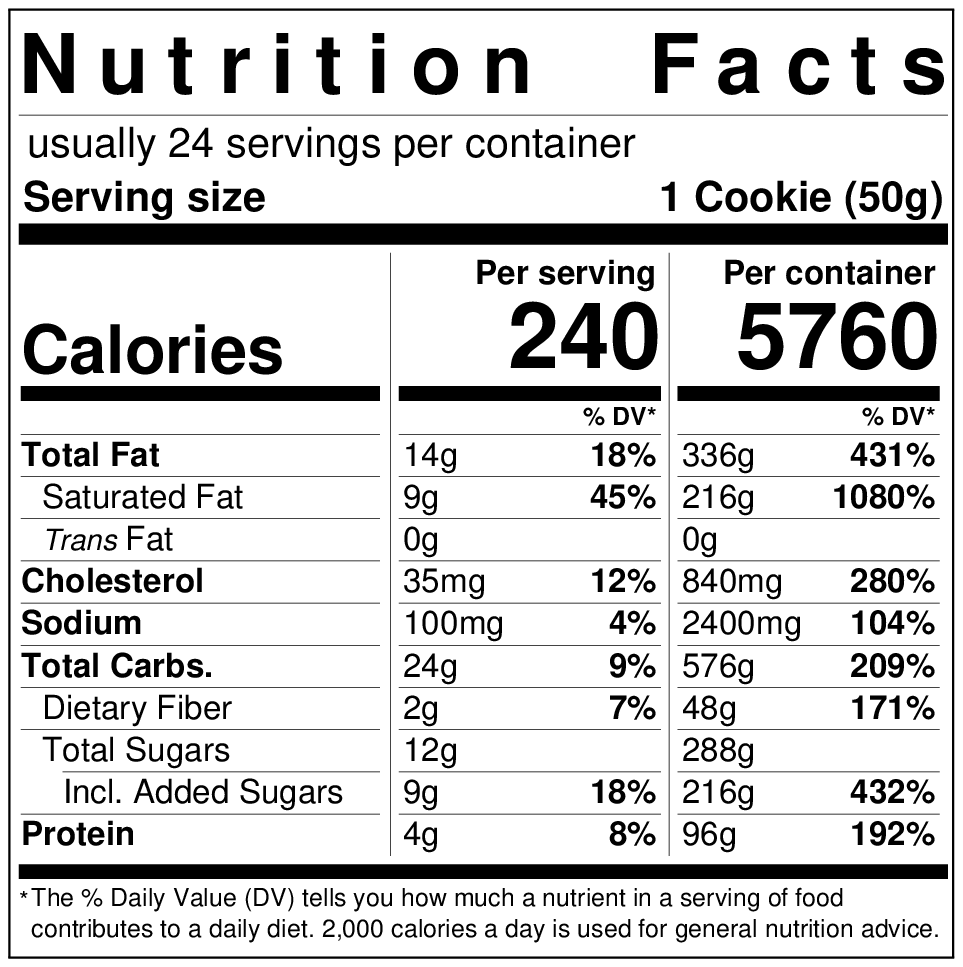 Nutrition Facts
usually 24 servings per container
Serving size 1 Cookie (50g)
Per serving Per container
Calories 240 5760
% DV* % DV*
Total Fat 14g 18% 336g 431%
Saturated Fat 9g 45% 216g 1080%
Trans Fat 0g 0g
Cholesterol 35mg 12% 840mg 280%
Sodium 100mg 4% 2400mg 104%
Total Carbs. 24g 9% 576g 209%
Dietary Fiber 2g 7% 48g 171%
Total Sugars 12g 288g
Incl. Added Sugars 9g 18% 216g 432%
Protein 4g 8% 96g 192%
*The % Daily Value (DV) tells you how much a nutrient in a serving of food
contributes to a daily diet. 2,000 calories a day is used for general nutrition advice.